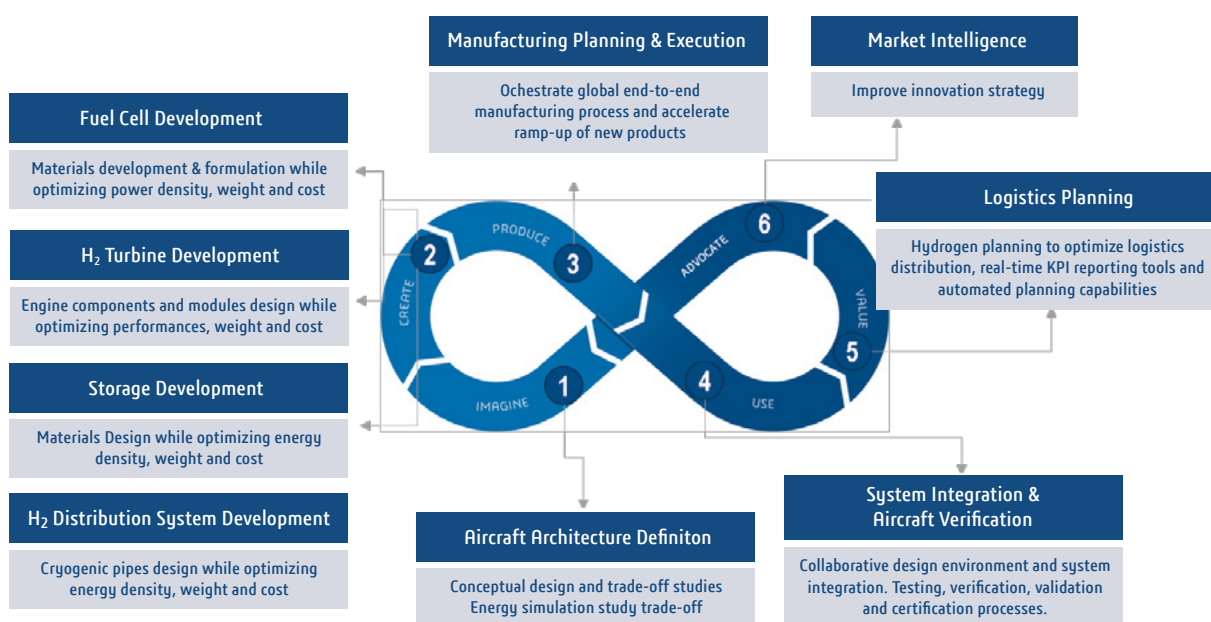 Manufacturing Planning & Execution
Ochestrate global end-to-end
manufacturing process and accelerate
ramp-up of new products
Market Intelligence
Improve innovation strategy
Fuel Cell Development
Materials development & formulation while
optimizing power density, weight and cost
H₂ Turbine Development
Engine components and modules design while
optimizing performances, weight and cost
Storage Development
Materials Design while optimizing energy
density, weight and cost
H₂ Distribution System Development
Cryogenic pipes design while optimizing
energy density, weight and cost
Logistics Planning
Hydrogen planning to optimize logistics
distribution, real-time KPI reporting tools and
automated planning capabilities
2
CREATE
PRODUCE
3
1
IMAGINE
ADVOCATE
6
VALUE
5
4
USE
Aircraft Architecture Definiton
Conceptual design and trade-off studies
Energy simulation study trade-off
System Integration &
Aircraft Verification
Collaborative design environment and system
integration. Testing, verification, validation
and certification processes.